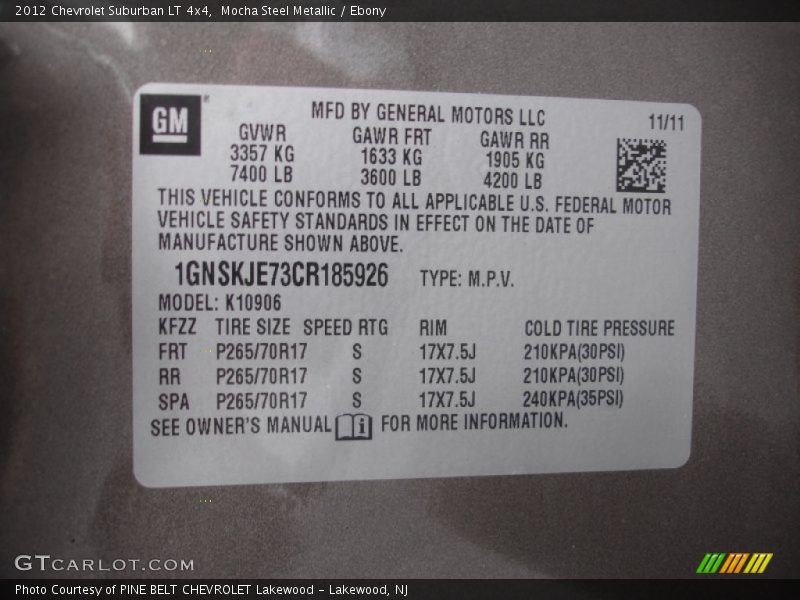 2012 Chevrolet Suburban LT 4x4, Mocha Steel Metallic / Ebony
GM
MFD BY GENERAL MOTORS LLC
11/11
GVWR GAWR FRT GAWR RR
3357 KG 1633 KG 1905 KG
7400 LB 3600 LB 4200 LB
THIS VEHICLE CONFORMS TO ALL APPLICABLE U.S. FEDERAL MOTOR
VEHICLE SAFETY STANDARDS IN EFFECT ON THE DATE OF
MANUFACTURE SHOWN ABOVE.
1GNSKJE73CR185926 TYPE: M.P.V.
MODEL: K10906
KFZZ TIRE SIZE SPEED RTG RIM COLD TIRE PRESSURE
FRT P265/70R17 S 17X7.5J 210KPA(30PSI)
RR P265/70R17 S 17X7.5J 210KPA(30PSI)
SPA P265/70R17 S 17X7.5J 240KPA(35PSI)
SEE OWNER'S MANUAL i FOR MORE INFORMATION.
GTCARLOT.COM
Photo Courtesy of PINE BELT CHEVROLET Lakewood - Lakewood, NJ